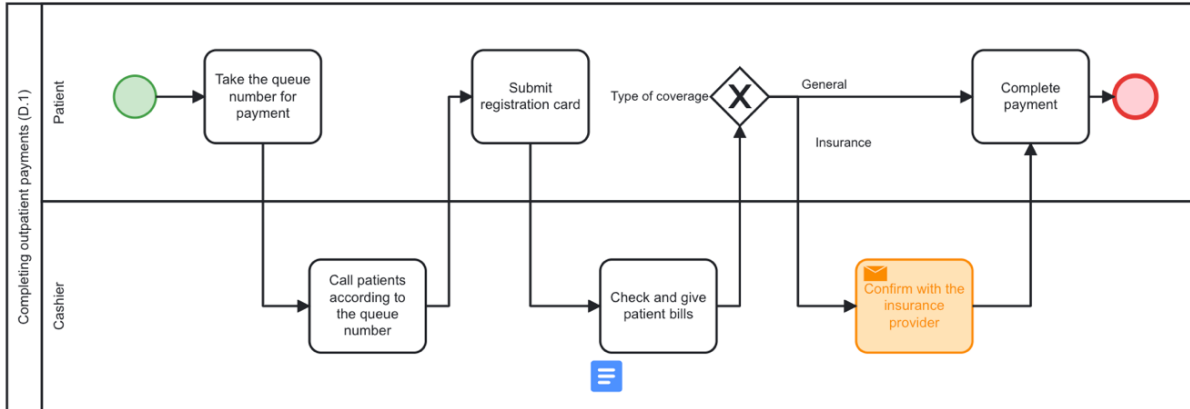 Completing outpatient payments (D.1)
Patient
Take the queue
number for
payment
Submit
registration card
Type of coverage
General
Insurance
Complete
payment
Cashier
Call patients
according to
the queue
number
Check and give
patient bills
Confirm with the
insurance
provider